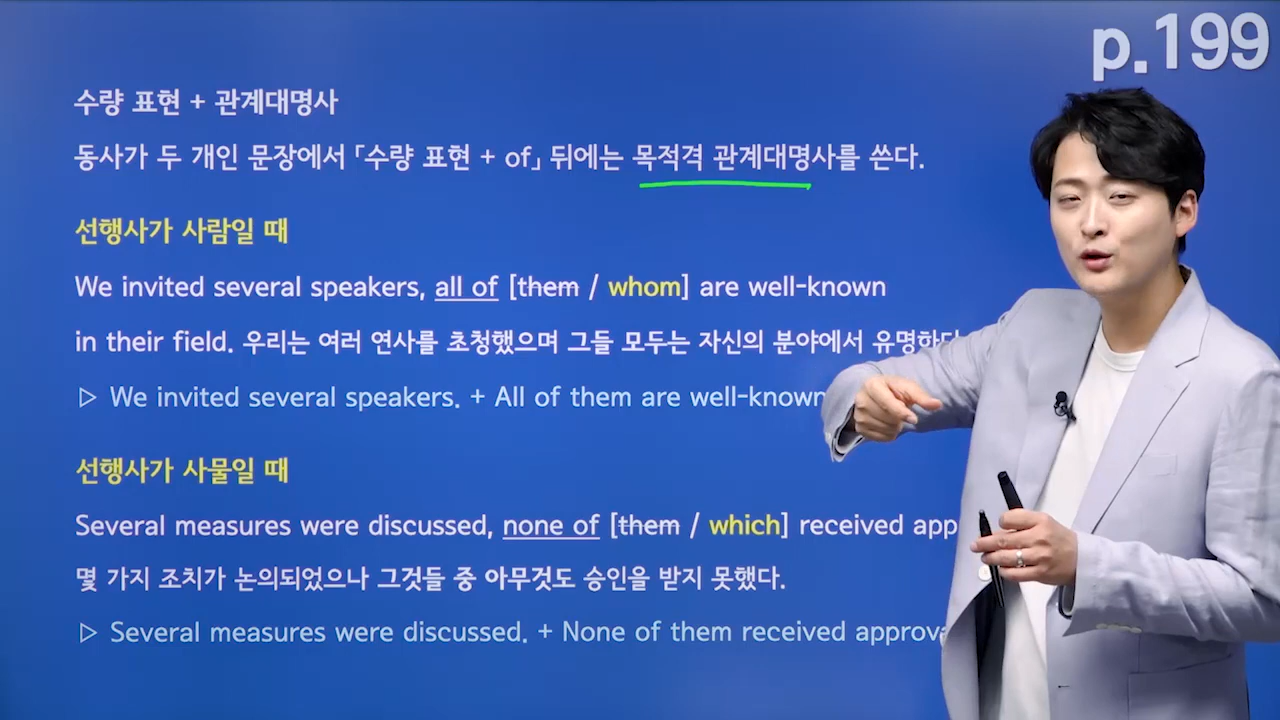 p.199
수량 표현 + 관계대명사
동사가 두 개인 문장에서 「수량 표현 + of」 뒤에는 목적격 관계대명사를 쓴다.
선행사가 사람일 때
We invited several speakers, all of [them / whom] are well-known
in their field. 우리는 여러 연사를 초청했으며 그들 모두는 자신의 분야에서
▷ We invited several speakers. + All of them are well-known
선행사가 사물일 때
Several measures were discussed, none of [them / which] received
몇 가지 조치가 논의되었으나 그것들 중 아무것도 승인을 받지 못했다.
▷ Several measures were discussed. + None of them received